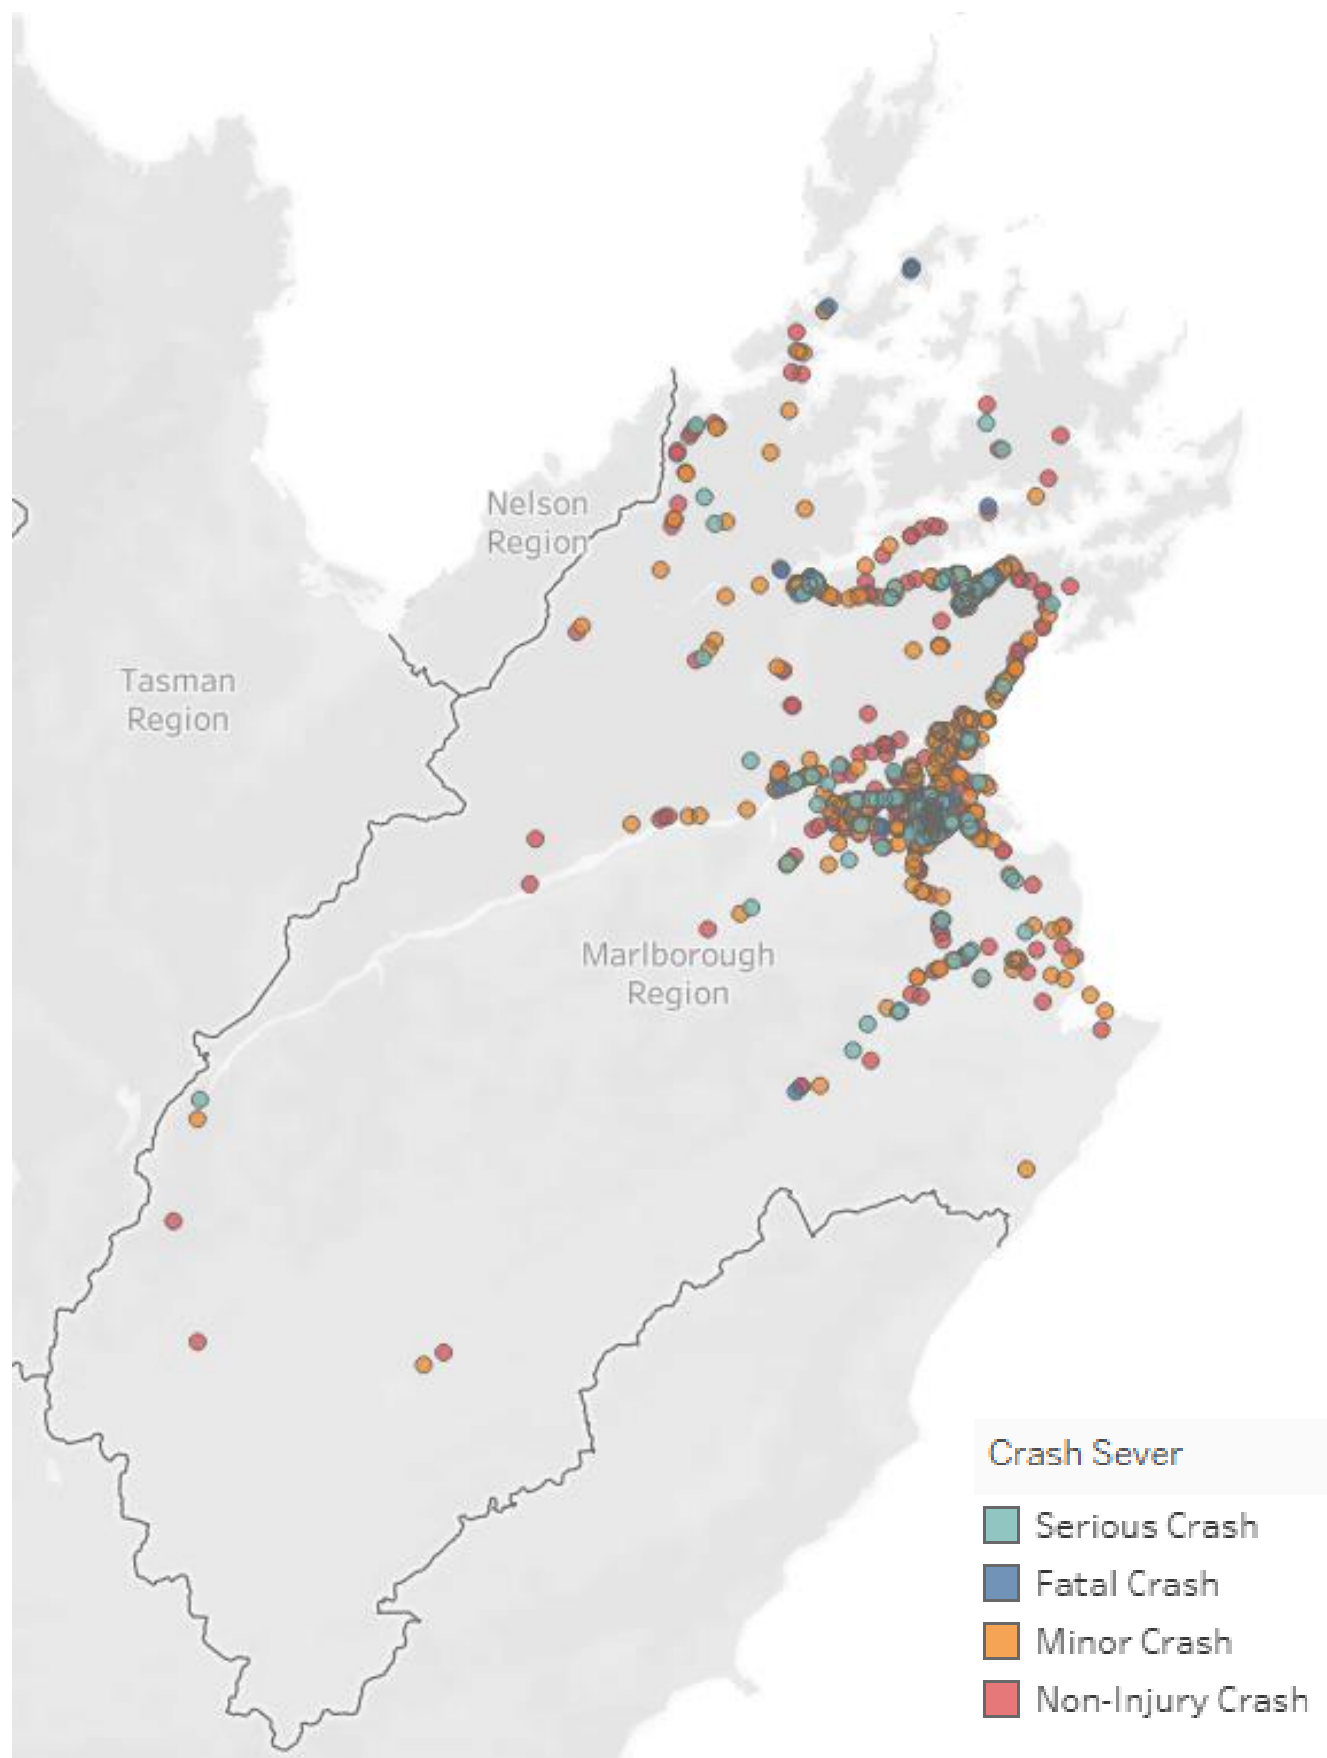 Nelson
Region
Tasman
Region
Marlborough
Region
Crash Sever
Serious Crash
Fatal Crash
Minor Crash
Non-Injury Crash